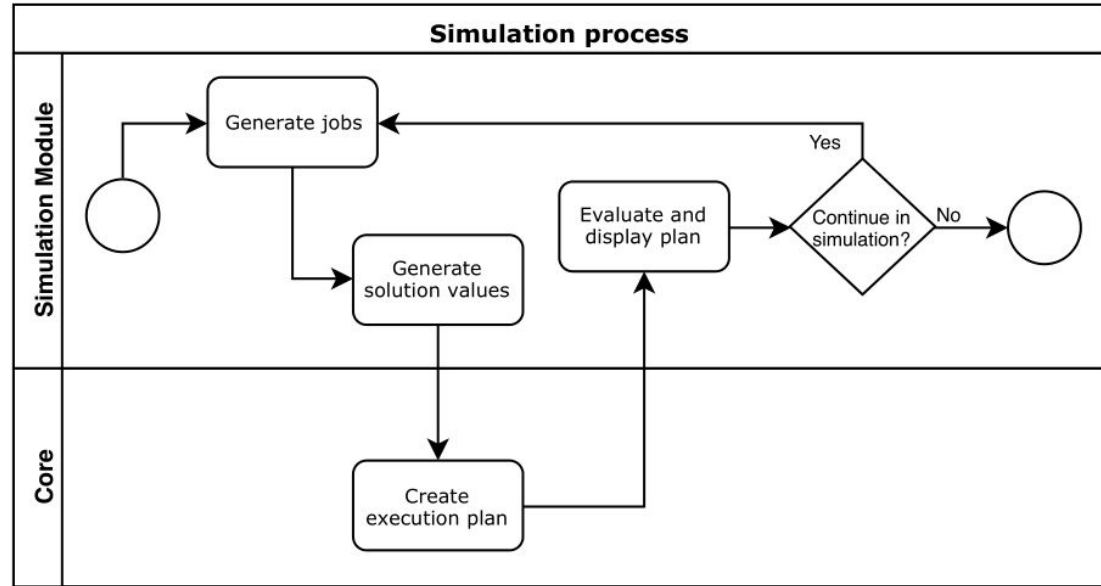 Simulation process
Simulation Module
Generate jobs
Yes
Evaluate and
display plan
Continue in
simulation?
No
Generate
solution values
Core
Create
execution plan